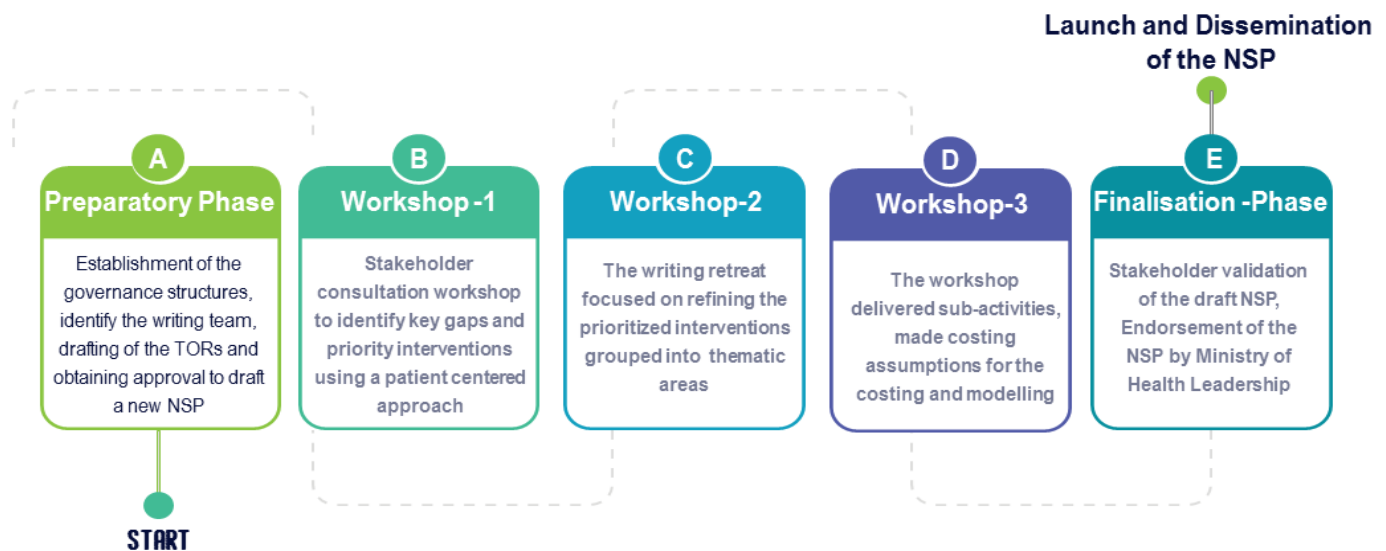 Launch and Dissemination
of the NSP
A
Preparatory Phase
Establishment of the
governance structures,
identify the writing team,
drafting of the TORs and
obtaining approval to draft
a new NSP
START
B
Workshop -1
Stakeholder
consultation workshop
to identify key gaps and
priority interventions
using a patient centered
approach
C
Workshop-2
The writing retreat
focused on refining the
prioritized interventions
grouped into thematic
areas
D
Workshop-3
The workshop
delivered sub-activities,
made costing
assumptions for the
costing and modelling
E
Finalisation -Phase
Stakeholder validation
of the draft NSP,
Endorsement of the
NSP by Ministry of
Health Leadership